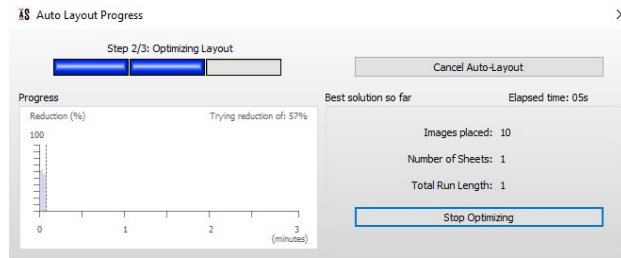 AS Auto Layout Progress
Step 2/3: Optimizing Layout
Cancel Auto-Layout
Progress
Best solution so far Elapsed time: 05s
Reduction (%) Trying reduction of: 57%
100
Images placed: 10
Number of Sheets: 1
Total Run Length: 1
Stop Optimizing
0 1 2 3
(minutes)